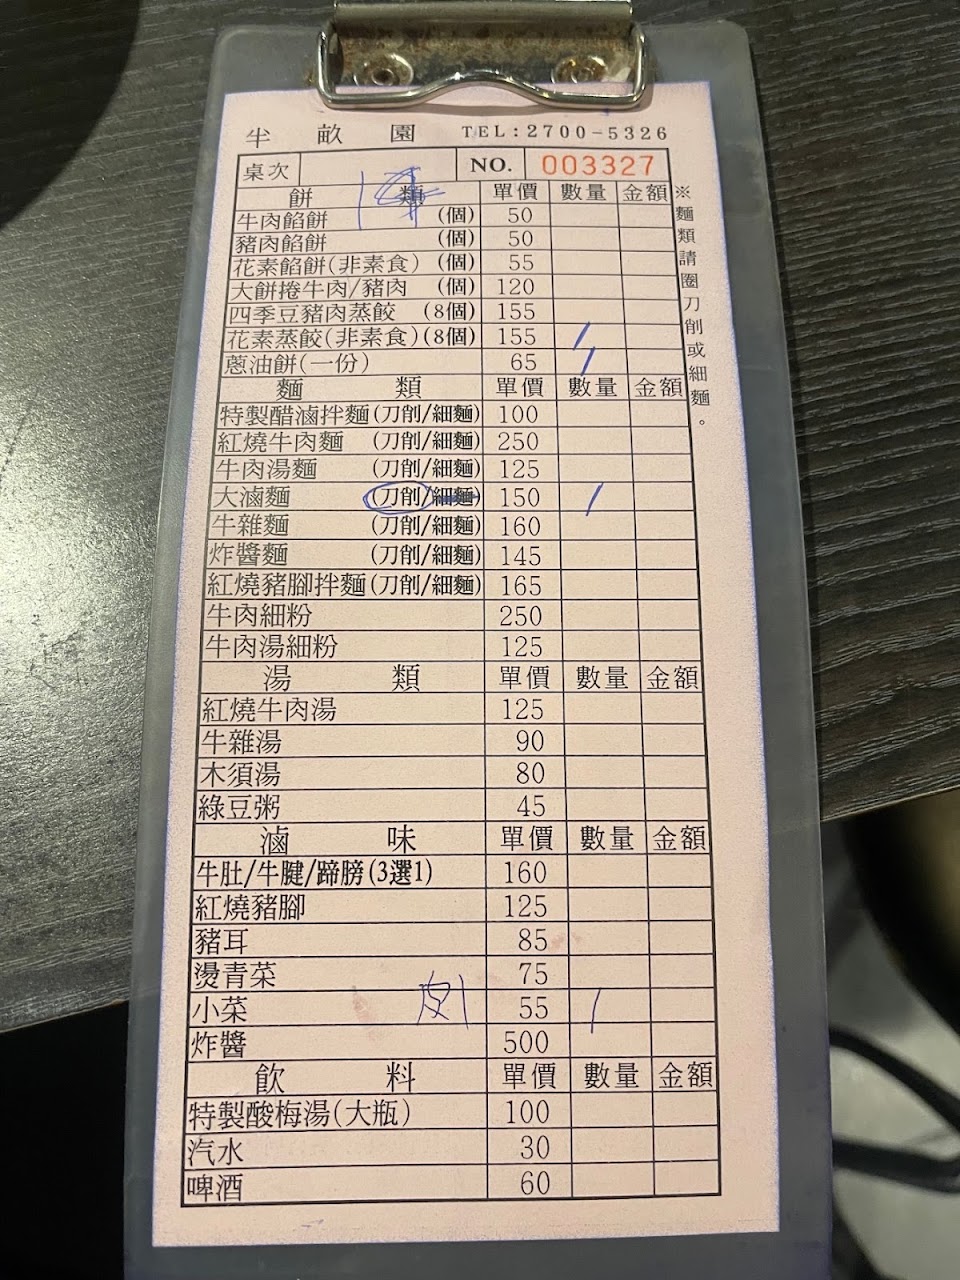 半畝園 TEL:2700-5326
桌次 NO. 003327
餅類 單價 數量 金額
牛肉餡餅 (個) 50
豬肉餡餅 (個) 50
花素餡餅(非素食) (個) 55
大餅捲牛肉/豬肉 (個) 120
四季豆豬肉蒸餃 (8個) 155
花素蒸餃(非素食)(8個) 155 /
蔥油餅(一份) 65 /
麵類 單價 數量 金額
特製醋滷拌麵(刀削/細麵) 100
紅燒牛肉麵 (刀削/細麵) 250
牛肉湯麵 (刀削/細麵) 125
大滷麵 (刀削/細麵) 150 /
牛雜麵 (刀削/細麵) 160
炸醬麵 (刀削/細麵) 145
紅燒豬腳拌麵(刀削/細麵) 165
牛肉細粉 250
牛肉湯細粉 125
湯類 單價 數量 金額
紅燒牛肉湯 125
牛雜湯 90
木須湯 80
綠豆粥 45
滷味 單價 數量 金額
牛肚/牛腱/蹄膀(3選1) 160
紅燒豬腳 125
豬耳 85
燙青菜 75
小菜 皮| 55 /
炸醬 500
飲料 單價 數量 金額
特製酸梅湯(大瓶) 100
汽水 30
啤酒 60
※麵類請圈刀削或細麵。